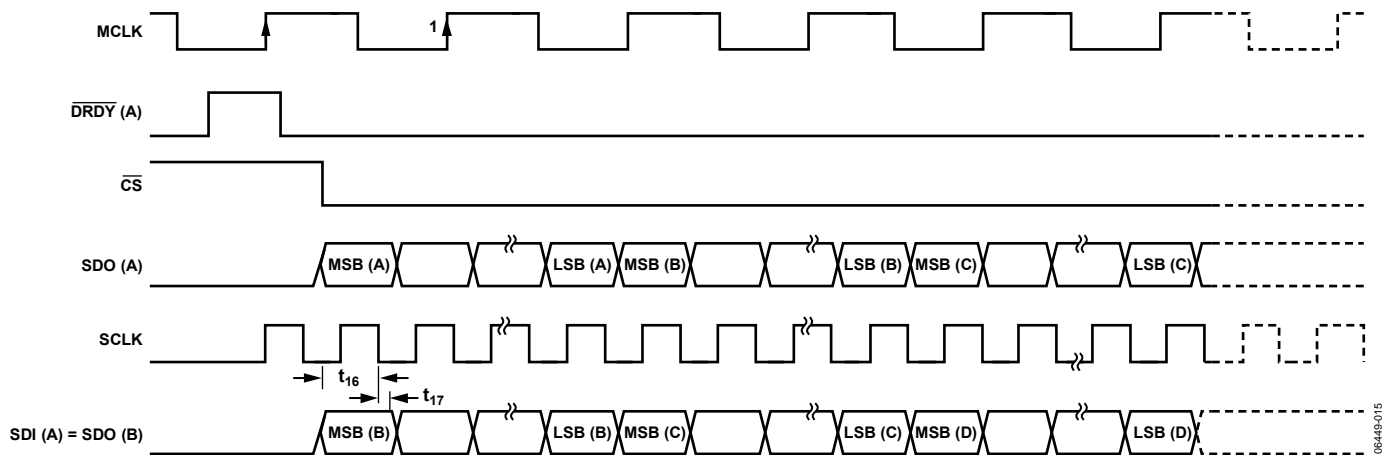 MCLK
1
DRDY (A)
CS
SDO (A)
MSB (A)
LSB (A)
MSB (B)
LSB (B)
MSB (C)
LSB (C)
SCLK
t16
t17
SDI (A) = SDO (B)
MSB (B)
LSB (B)
MSB (C)
LSB (C)
MSB (D)
LSB (D)
06449-015